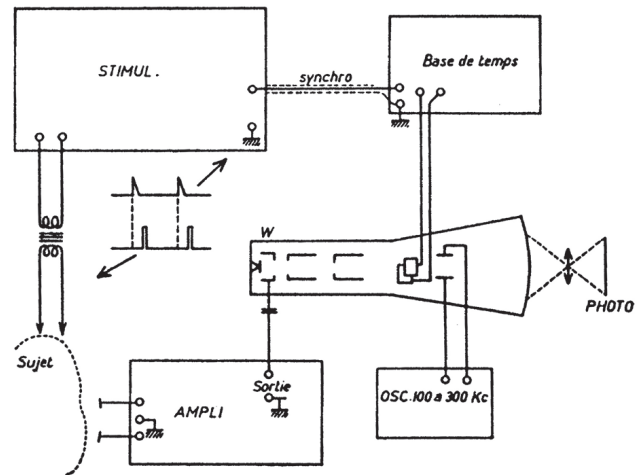 STIMUL.
synchro
Base de temps
W
PHOTO
Sujet
Sortie
AMPLI
OSC. 100 a 300 Kc